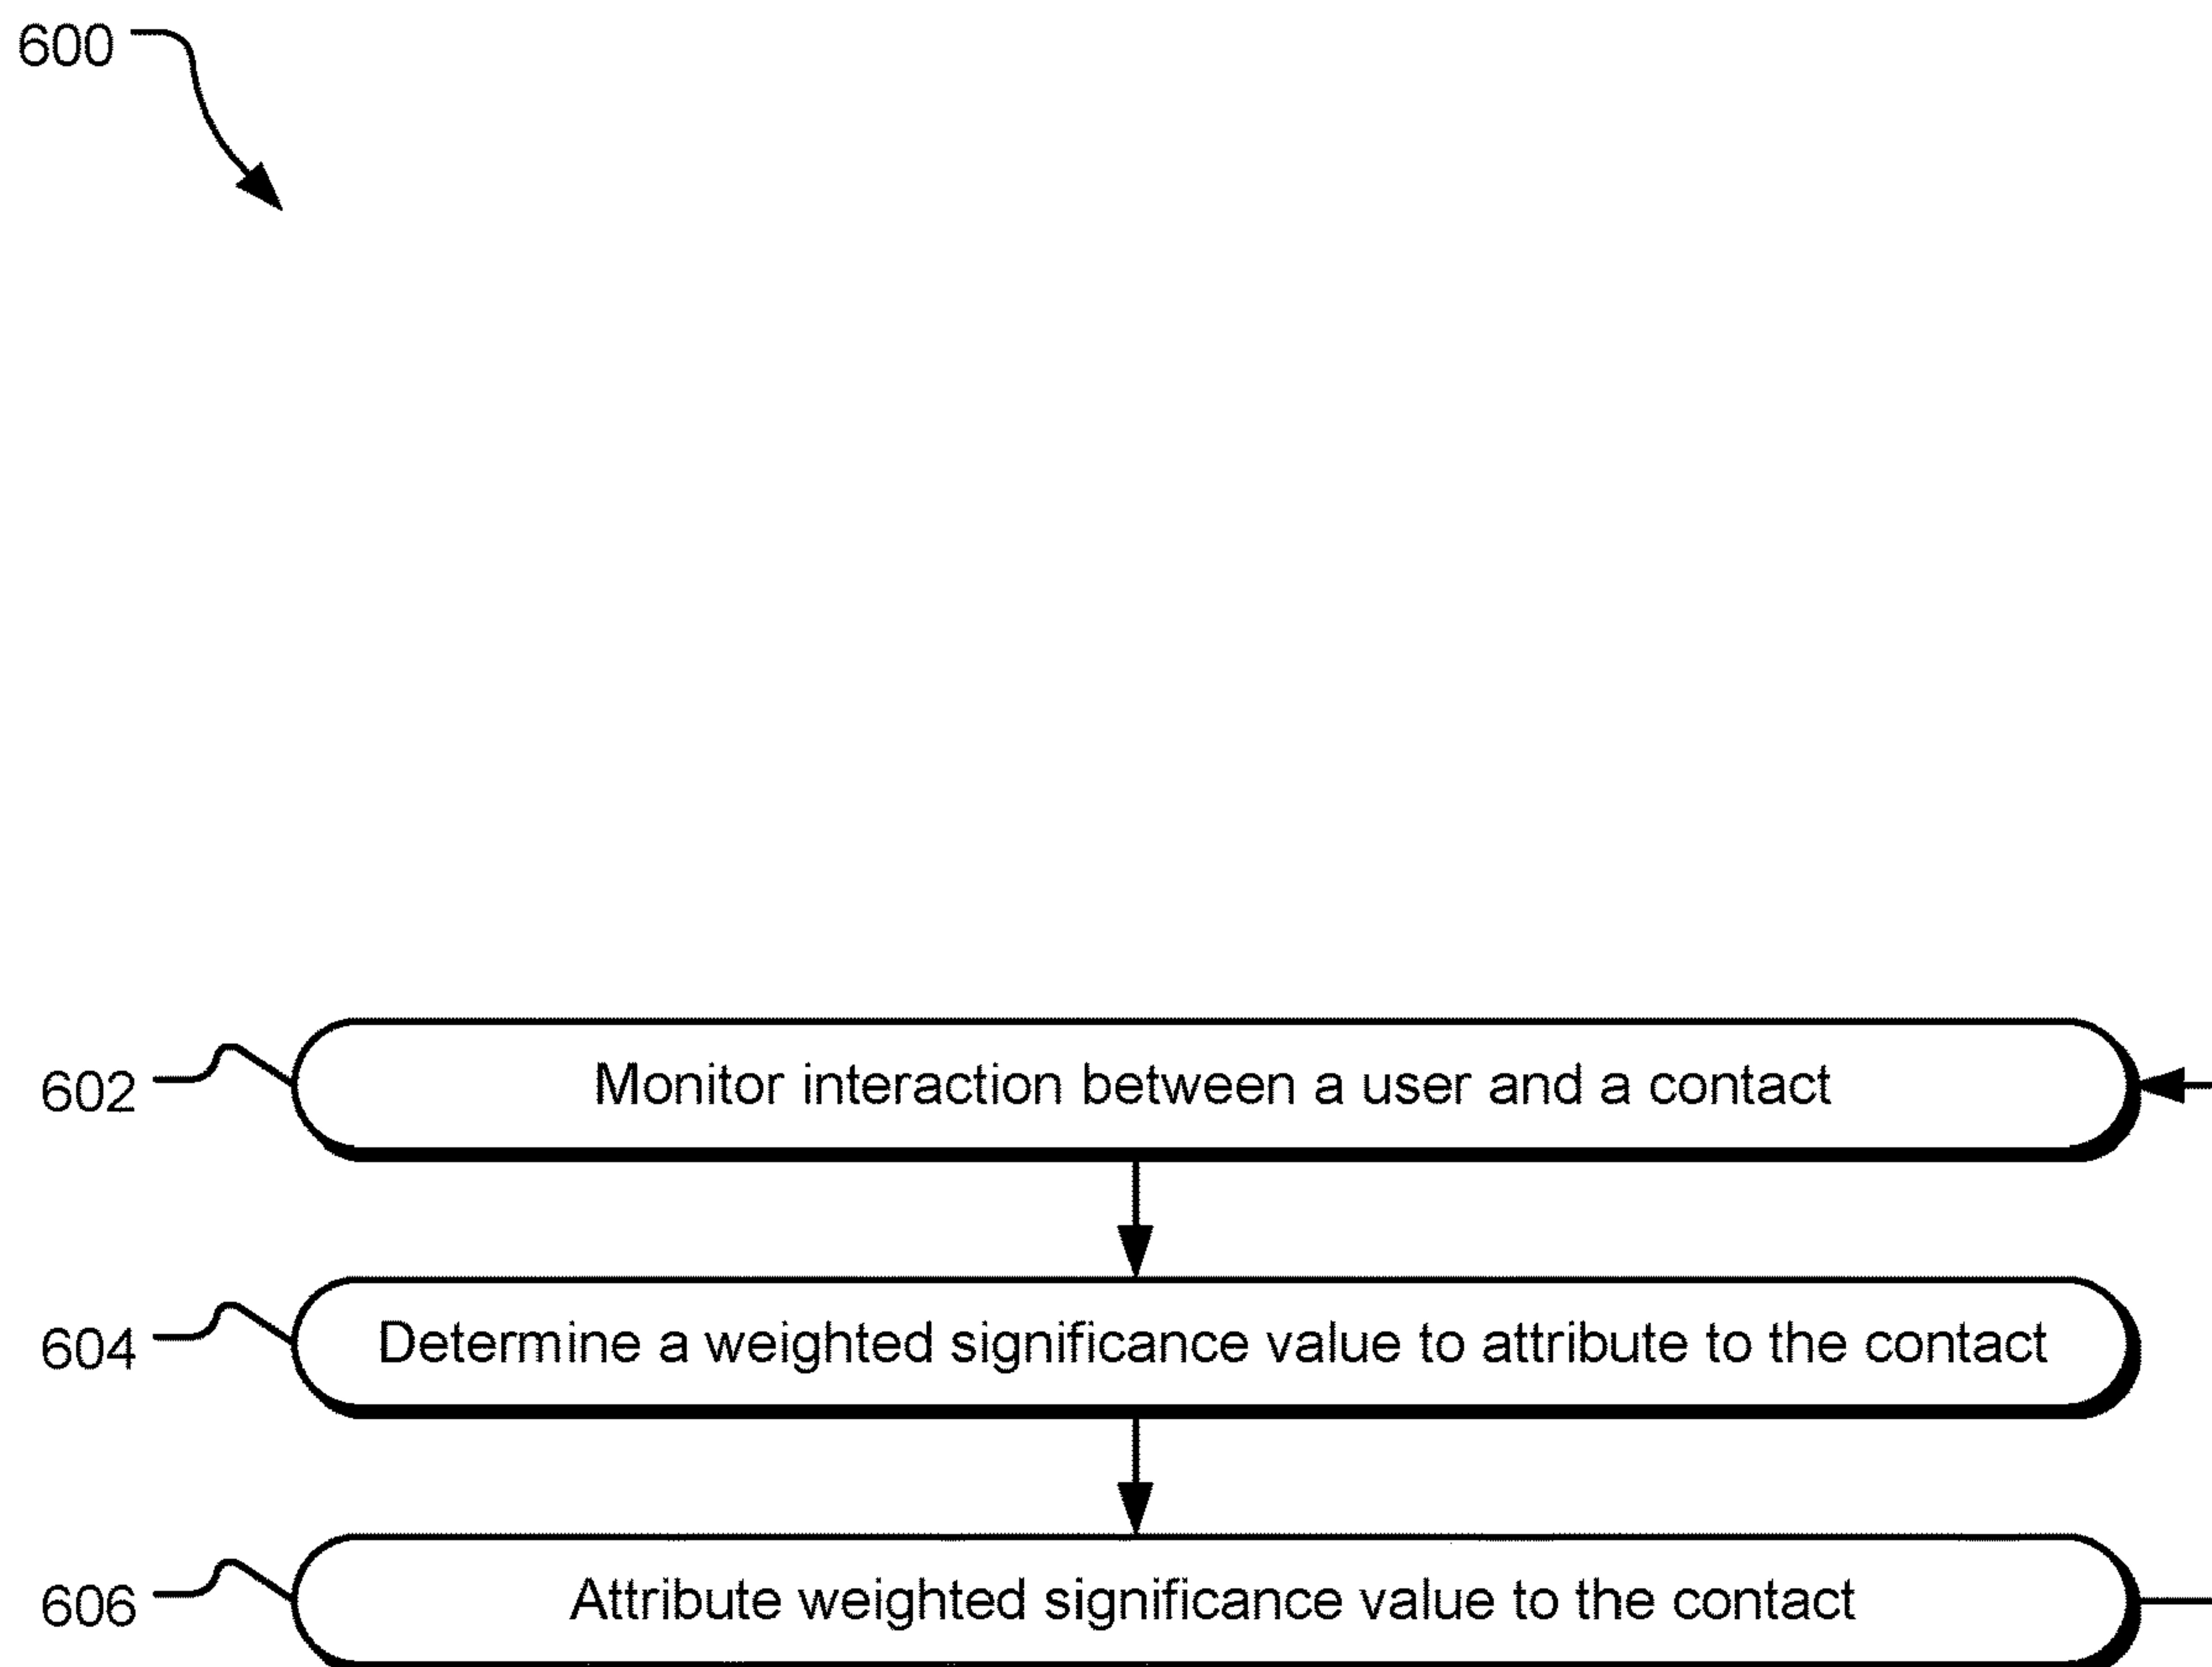 600
602 Monitor interaction between a user and a contact
604 Determine a weighted significance value to attribute to the contact
606 Attribute weighted significance value to the contact